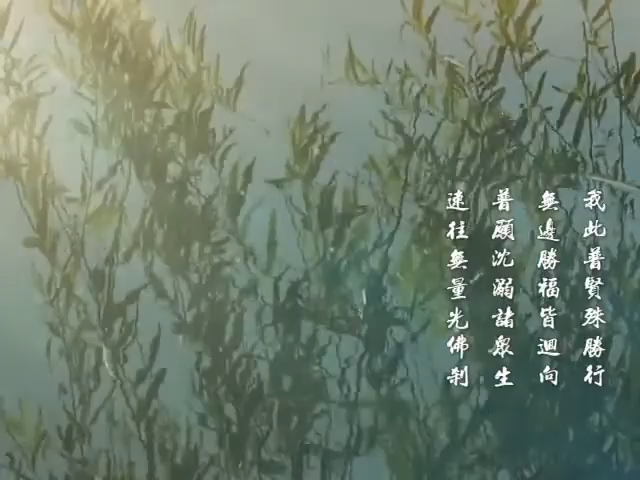 我此普賢殊勝行
無邊勝福皆迴向
普願沈溺諸眾生
速往無量光佛剎